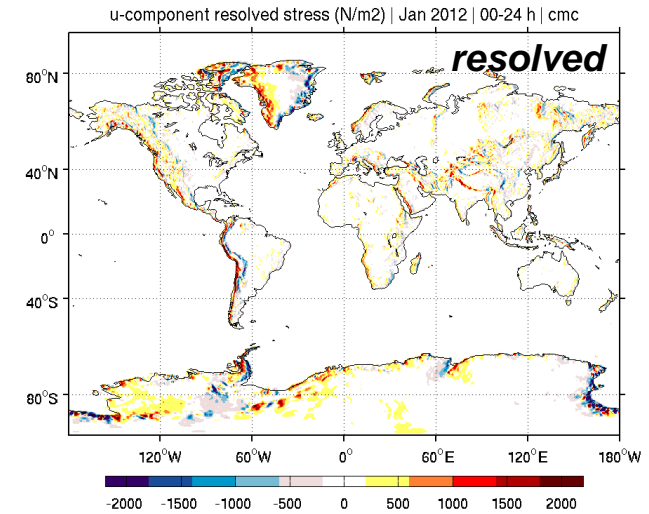 u-component resolved stress (N/m2) | Jan 2012 | 00-24 h | cmc
resolved
80°N
40°N
0°
40°S
80°S
120°W 60°W 0° 60°E 120°E 180°W
-2000 -1500 -1000 -500 0 500 1000 1500 2000